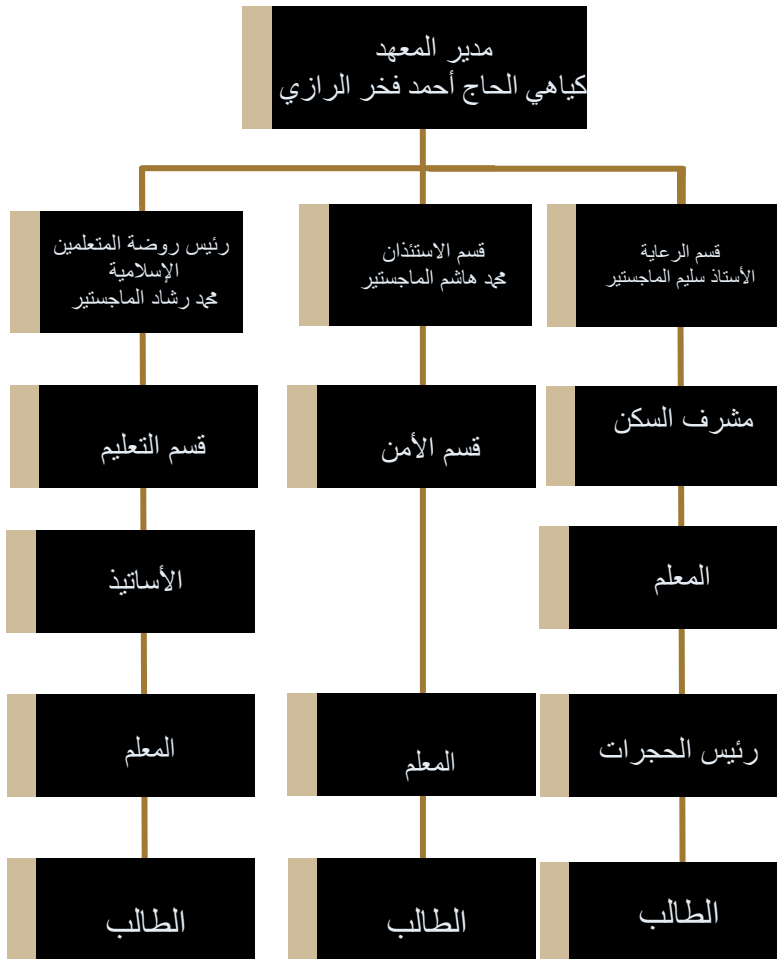 مدير المعهد
كياهي الحاج أحمد فخر الرازي
قسم الرعاية
الأستاذ سليم الماجستير
قسم الاستئذان
محمد هاشم الماجستير
رئيس روضة المتعلمين
الإسلامية
محمد رشاد الماجستير
مشرف السكن
قسم الأمن
قسم التعليم
المعلم
الأساتيذ
رئيس الحجرات
المعلم
المعلم
الطالب
الطالب
الطالب